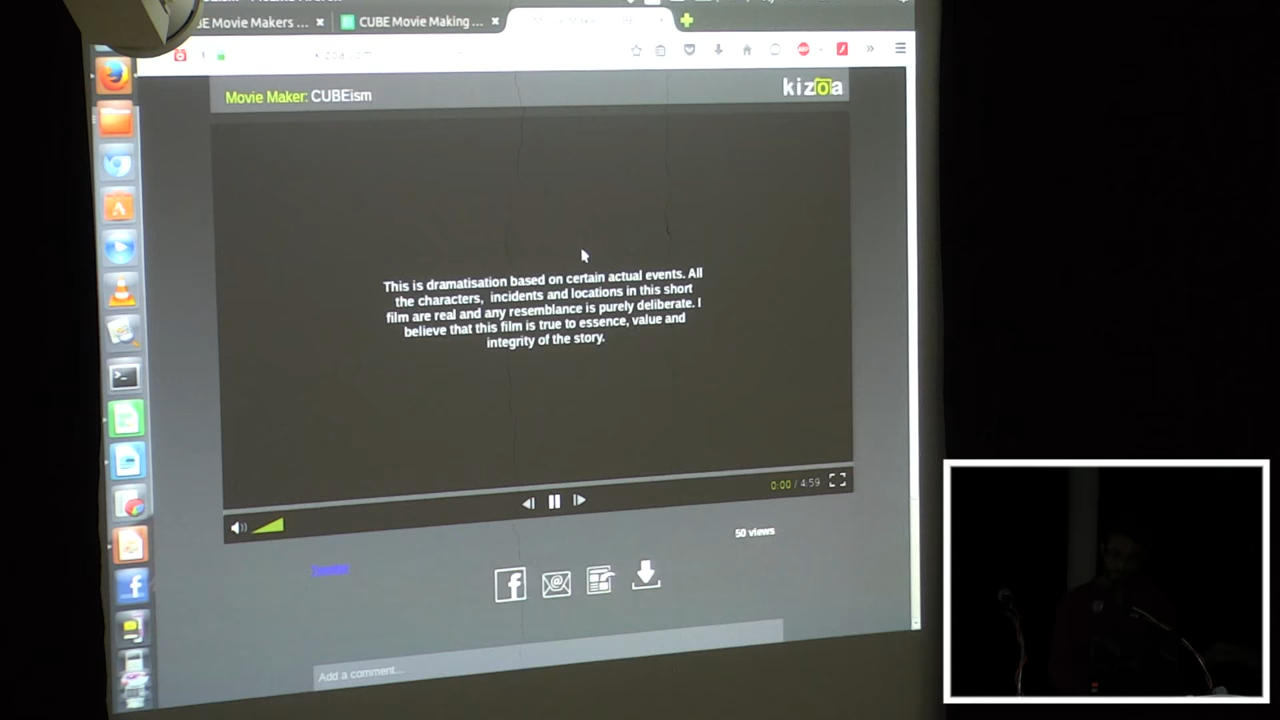 BE Movie Makers ...
CUBE Movie Making ...
Movie Maker: CUBEism
kizoa
This is dramatisation based on certain actual events. All
the characters, incidents and locations in this short
film are real and any resemblance is purely deliberate. I
believe that this film is true to essence, value and
integrity of the story.
0:00 / 4:59
50 views
Add a comment...